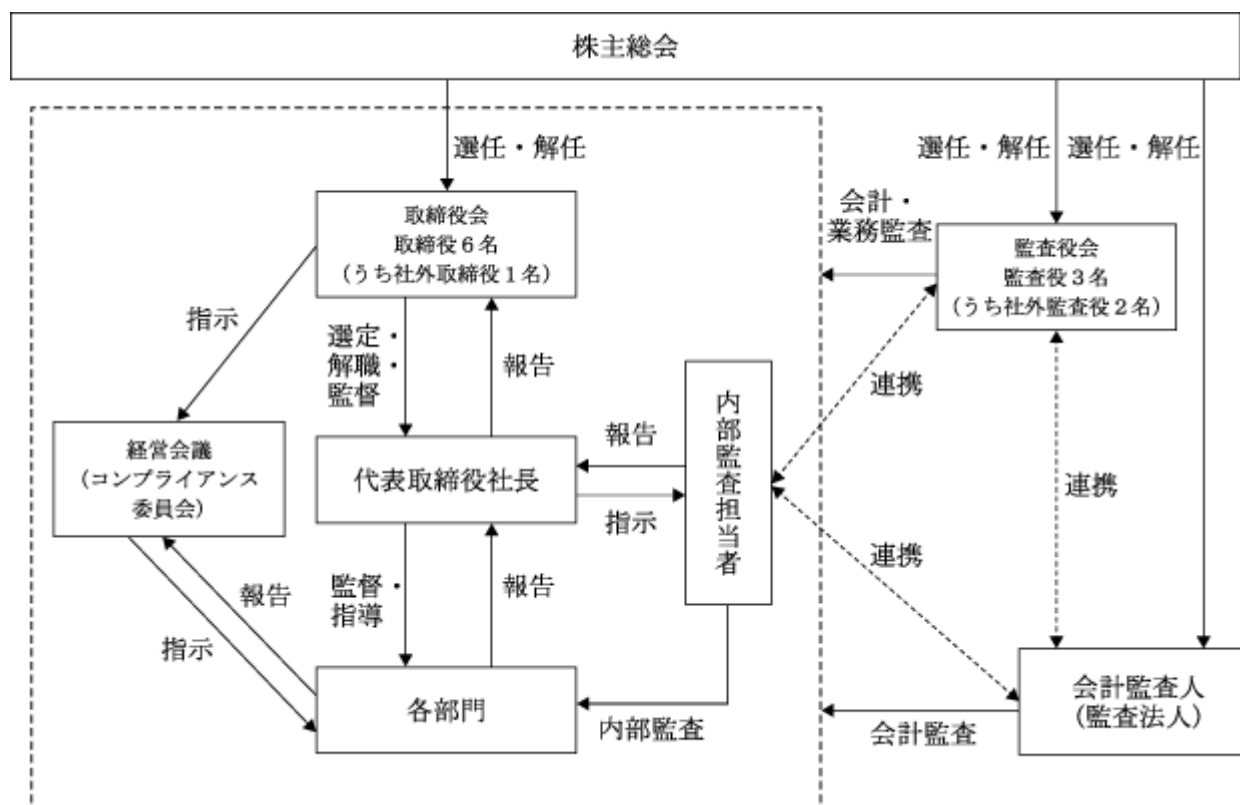 株主総会
選任・解任
選任・解任
選任・解任
取締役会
取締役6名
(うち社外取締役1名)
会計・
業務監査
監査役会
監査役3名
(うち社外監査役2名)
指示
選定・
解職・
監督
報告
連携
内部監査担当者
経営会議
(コンプライアンス
委員会)
代表取締役社長
報告
指示
連携
連携
報告
指示
監督・
指導
報告
各部門
内部監査
会計監査
会計監査人
(監査法人)